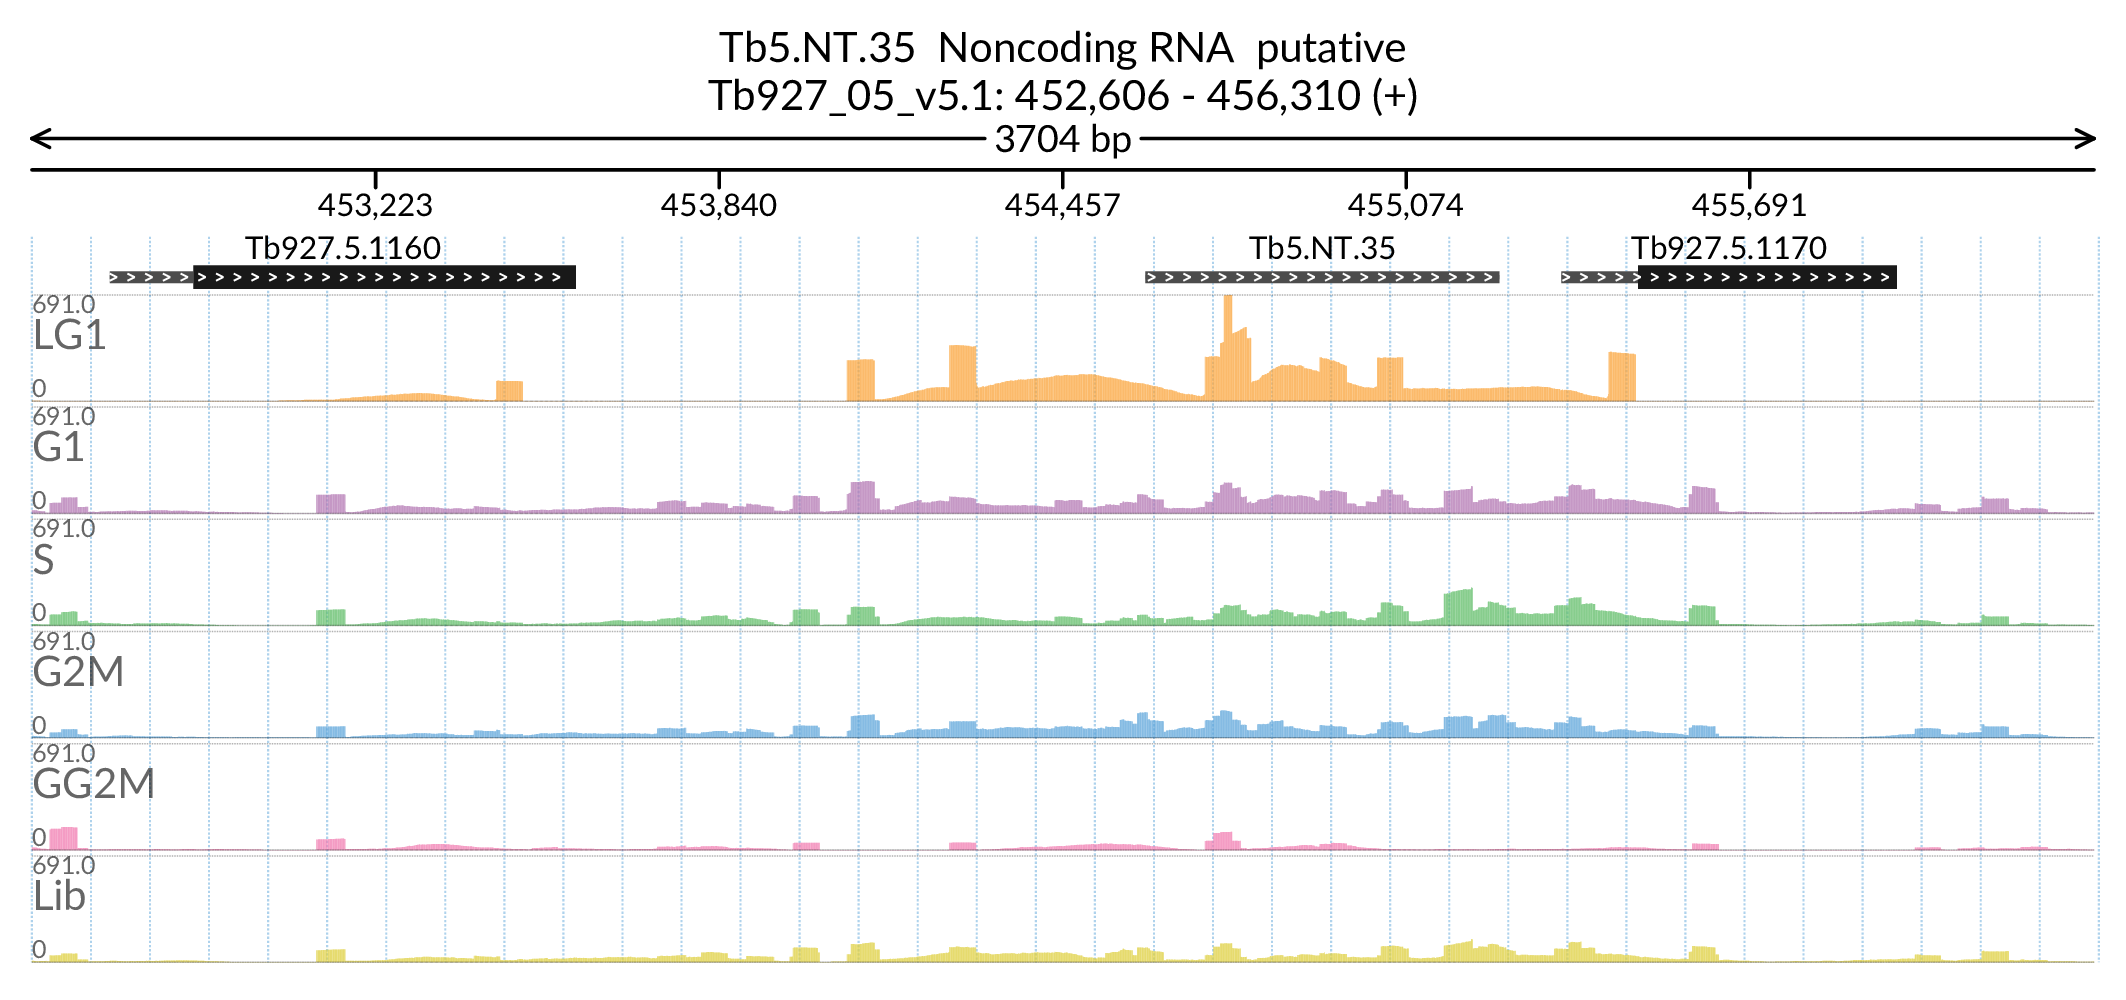 Tb5.NT.35 Noncoding RNA putative
Tb927_05_v5.1: 452,606 - 456,310 (+)
3704 bp
453,223 453,840 454,457 455,074 455,691
Tb927.5.1160 Tb5.NT.35 Tb927.5.1170
691.0
LG1
0
691.0
G1
0
691.0
S
0
691.0
G2M
0
691.0
GG2M
0
691.0
Lib
0